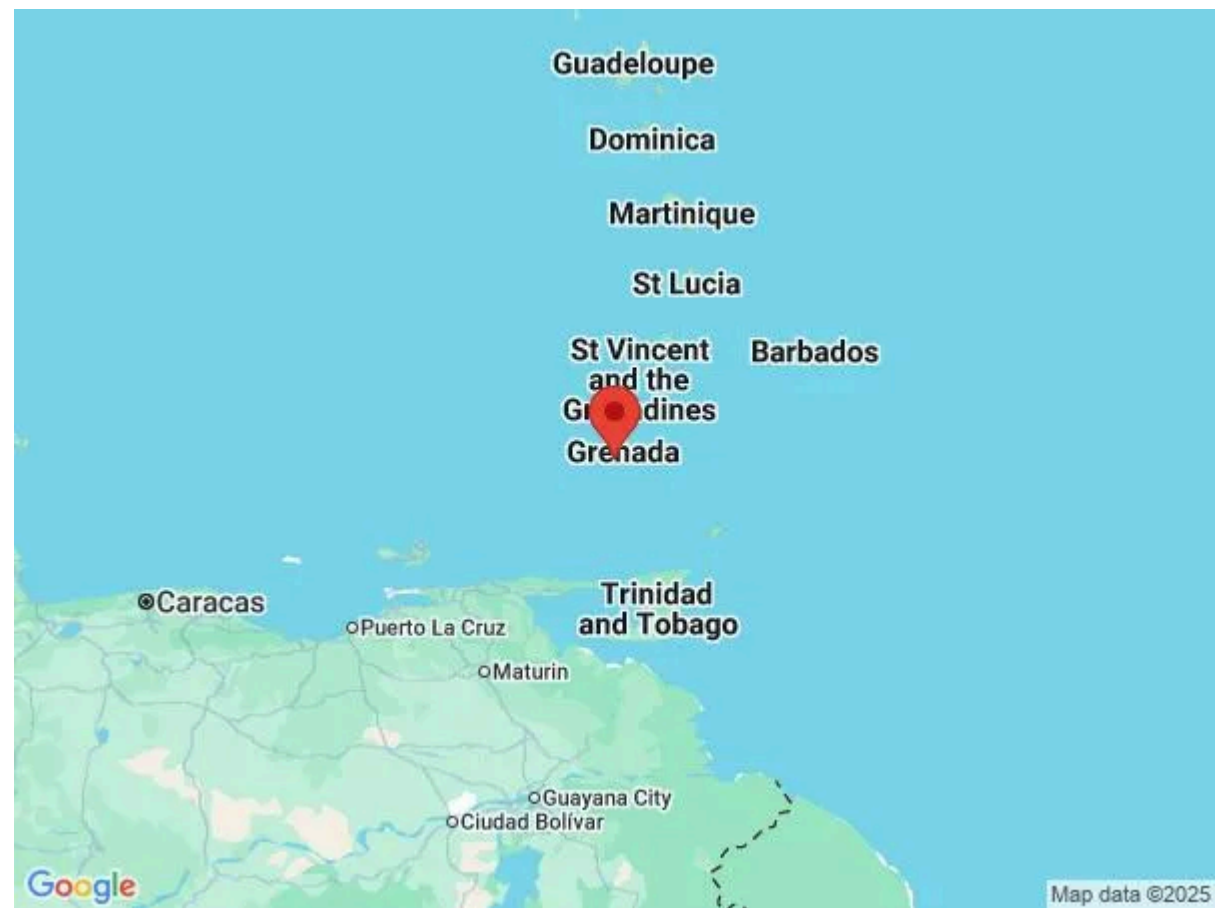 Guadeloupe
Dominica
Martinique
St Lucia
St Vincent
and the
Barbados
Grenada
Caracas
Trinidad
and Tobago
Puerto La Cruz
Maturin
Guayana City
Ciudad Bolívar
Google
Map data ©2025